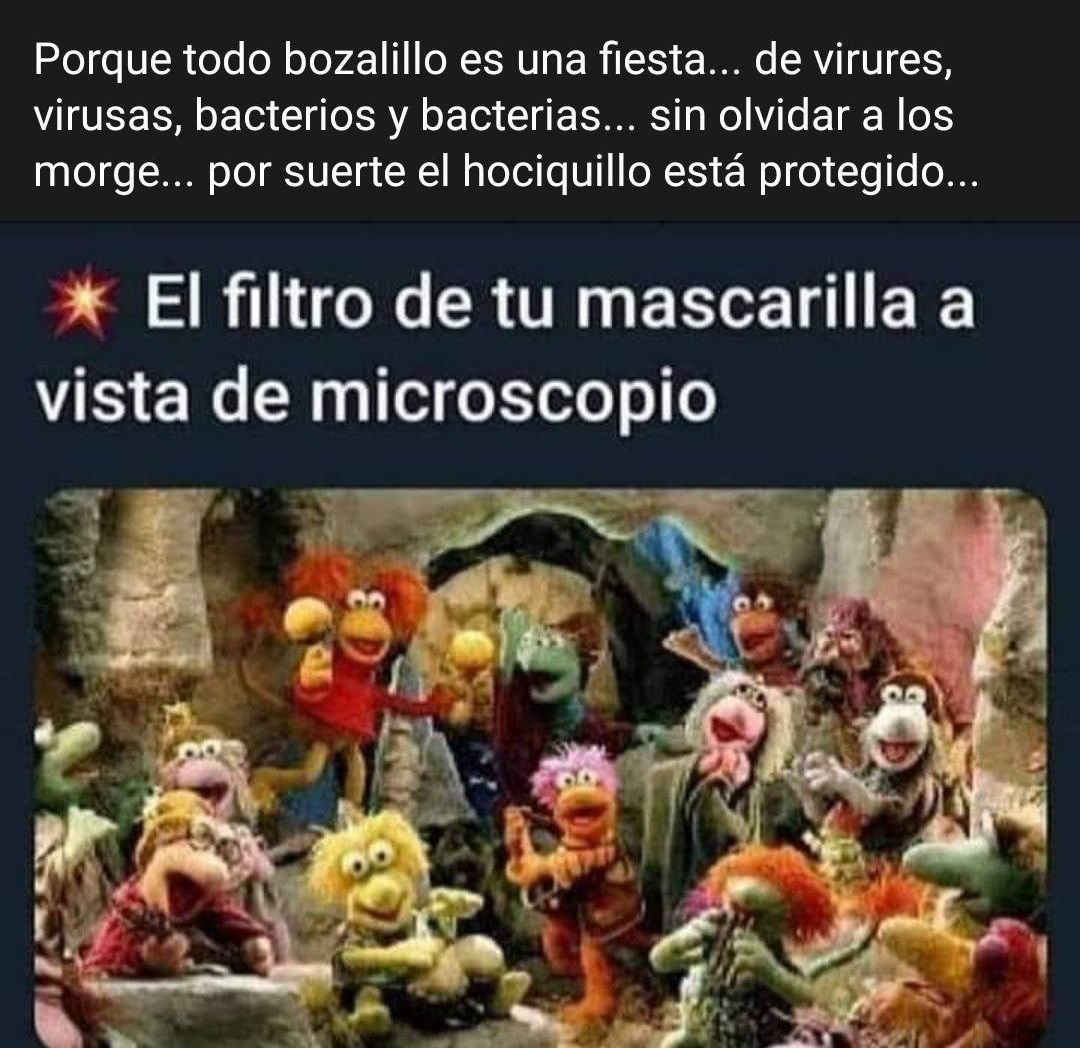 Porque todo bozalillo es una fiesta... de virures,
virusas, bacterios y bacterias... sin olvidar a los
morge... por suerte el hociquillo está protegido...
💥 El filtro de tu mascarilla a
vista de microscopio